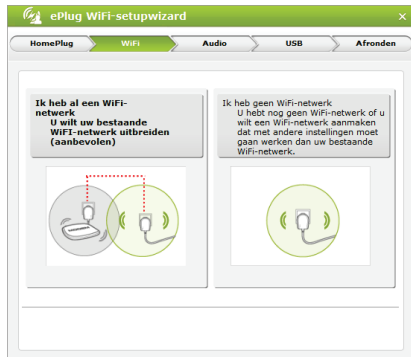 ePlug WiFi-setupwizard
HomePlug WiFi Audio USB Afronden
Ik heb al een WiFi-
netwerk
U wilt uw bestaande
WiFI-netwerk uitbreiden
(aanbevolen)
Ik heb geen WiFi-netwerk
U hebt nog geen WiFi-netwerk of u
wilt een WiFi-netwerk aanmaken
dat met andere instellingen moet
gaan werken dan uw bestaande
WiFi-netwerk.